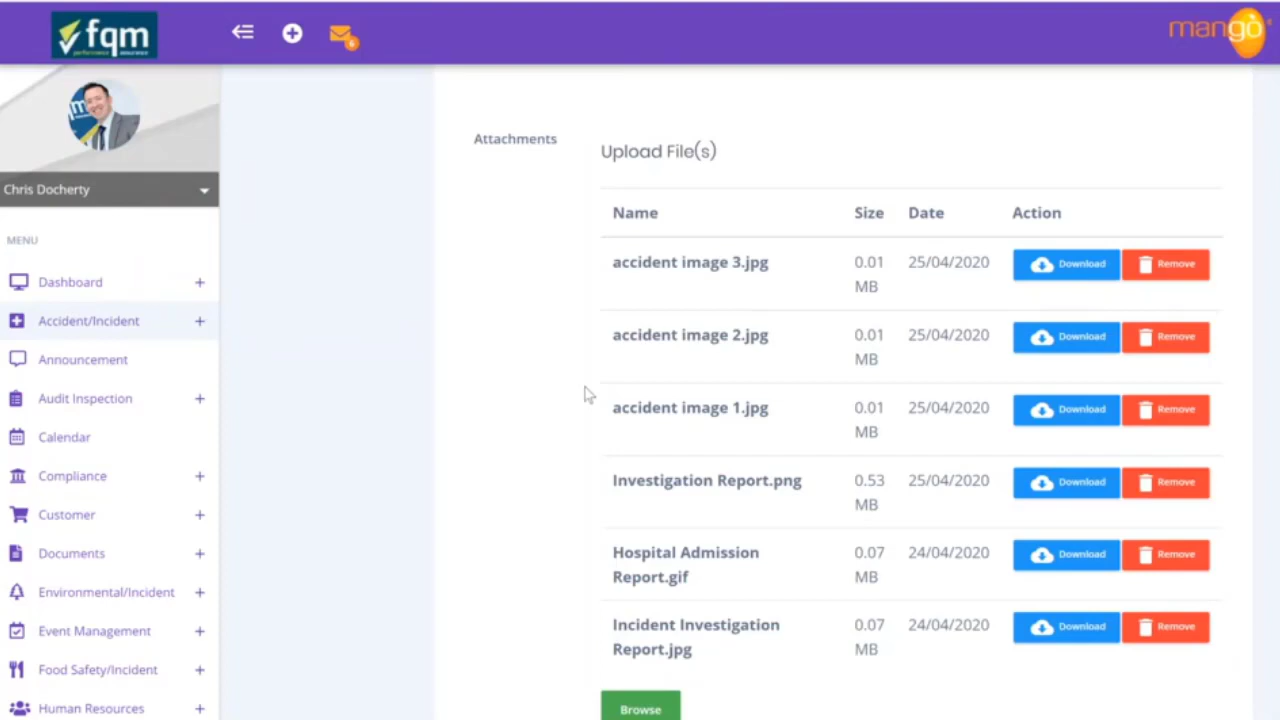 fqm
performance assurance
6
mango
Chris Docherty
MENU
Dashboard
Accident/Incident
Announcement
Audit Inspection
Calendar
Compliance
Customer
Documents
Environmental/Incident
Event Management
Food Safety/Incident
Human Resources
Attachments
Upload File(s)
Name Size Date Action
accident image 3.jpg 0.01 25/04/2020 Download Remove
MB
accident image 2.jpg 0.01 25/04/2020 Download Remove
MB
accident image 1.jpg 0.01 25/04/2020 Download Remove
MB
Investigation Report.png 0.53 25/04/2020 Download Remove
MB
Hospital Admission 0.07 24/04/2020 Download Remove
Report.gif MB
Incident Investigation 0.07 24/04/2020 Download Remove
Report.jpg MB
Browse